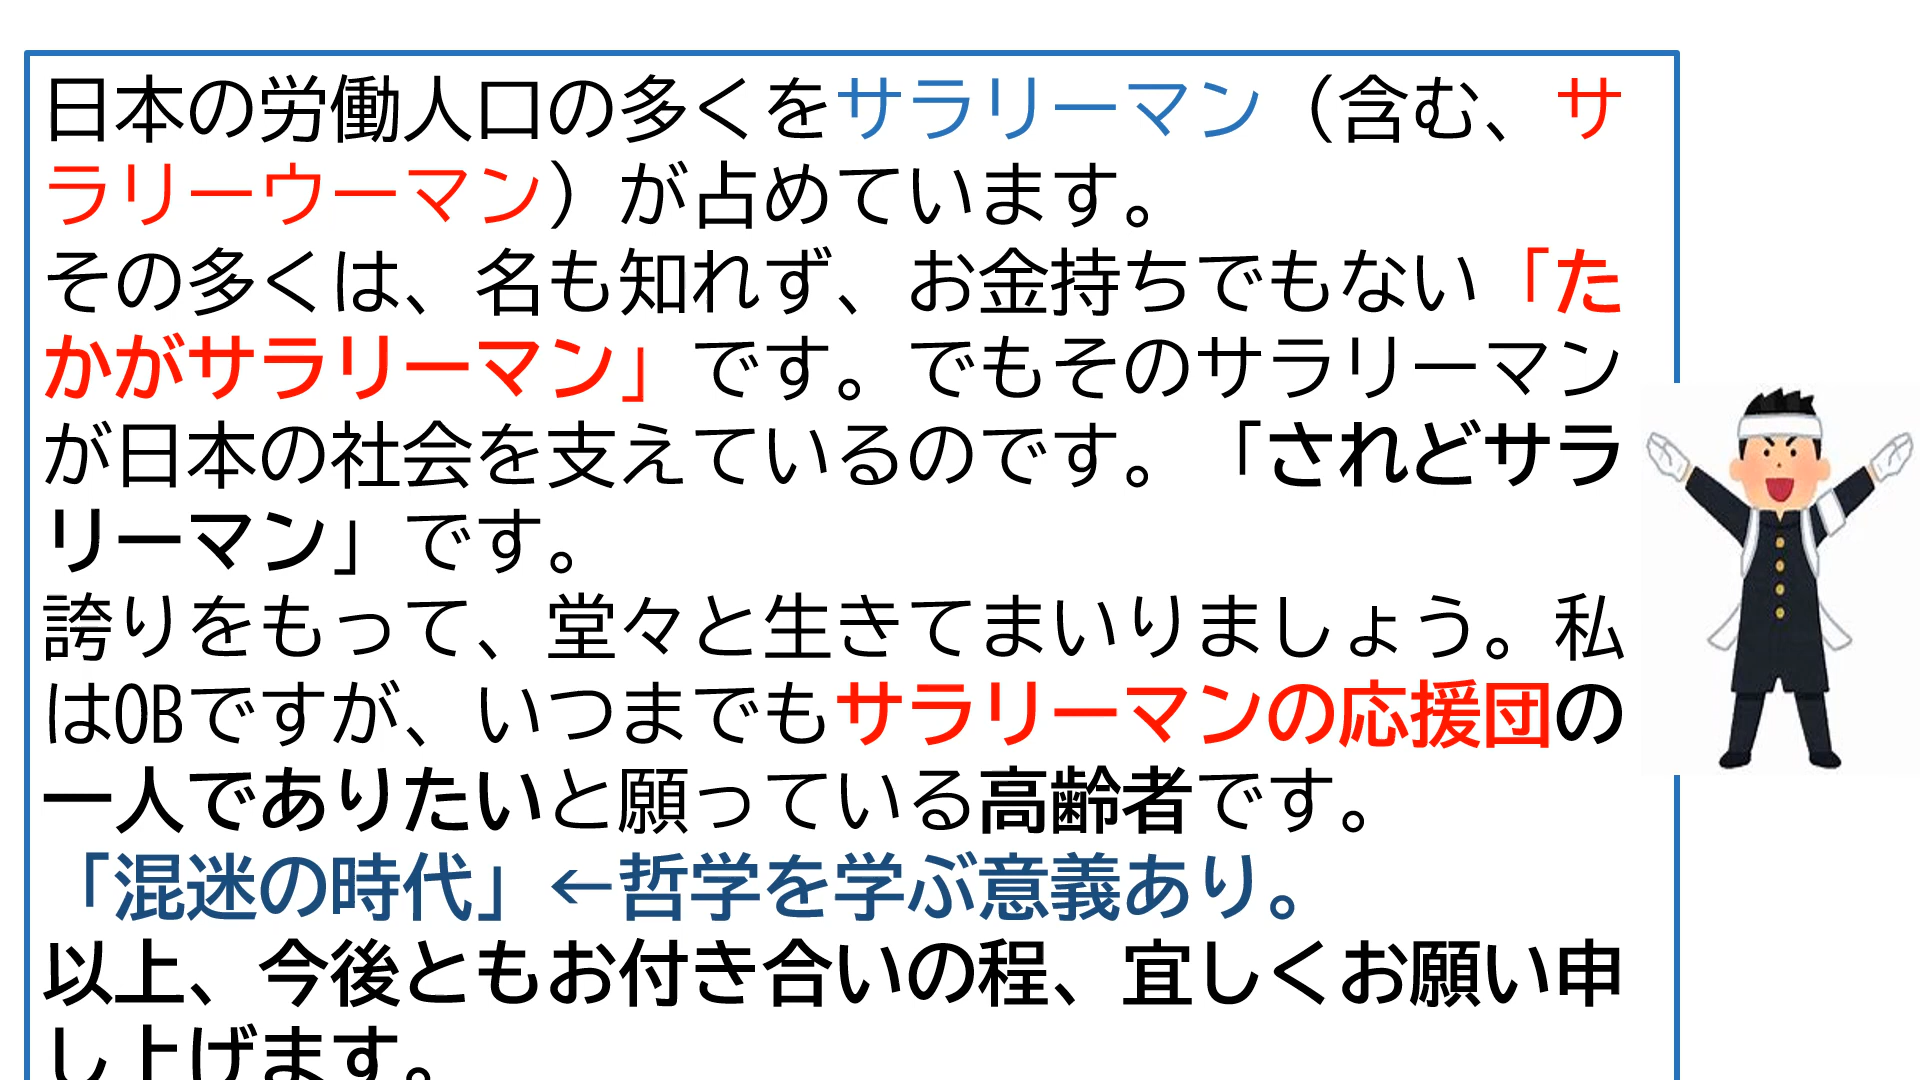 日本の労働人口の多くをサラリーマン（含む、サ
ラリーウーマン）が占めています。
その多くは、名も知れず、お金持ちでもない「た
かがサラリーマン」です。でもそのサラリーマン
が日本の社会を支えているのです。「されどサラ
リーマン」です。
誇りをもって、堂々と生きてまいりましょう。私
はOBですが、いつまでもサラリーマンの応援団の
一人でありたいと願っている高齢者です。
「混迷の時代」←哲学を学ぶ意義あり。
以上、今後ともお付き合いの程、宜しくお願い申
し上げます。